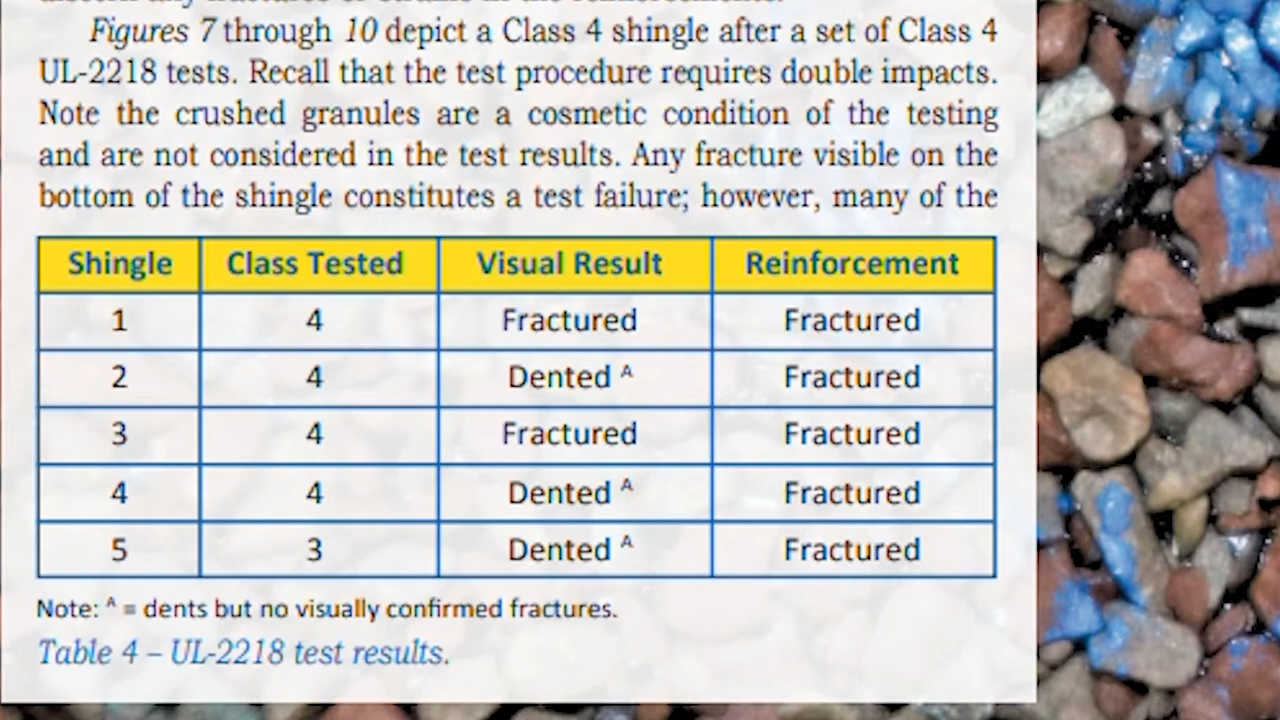 Figures 7 through 10 depict a Class 4 shingle after a set of Class 4
UL-2218 tests. Recall that the test procedure requires double impacts.
Note the crushed granules are a cosmetic condition of the testing
and are not considered in the test results. Any fracture visible on the
bottom of the shingle constitutes a test failure; however, many of the
Shingle Class Tested Visual Result Reinforcement
1 4 Fractured Fractured
2 4 Dented ᴬ Fractured
3 4 Fractured Fractured
4 4 Dented ᴬ Fractured
5 3 Dented ᴬ Fractured
Note: ᴬ = dents but no visually confirmed fractures.
Table 4 – UL-2218 test results.